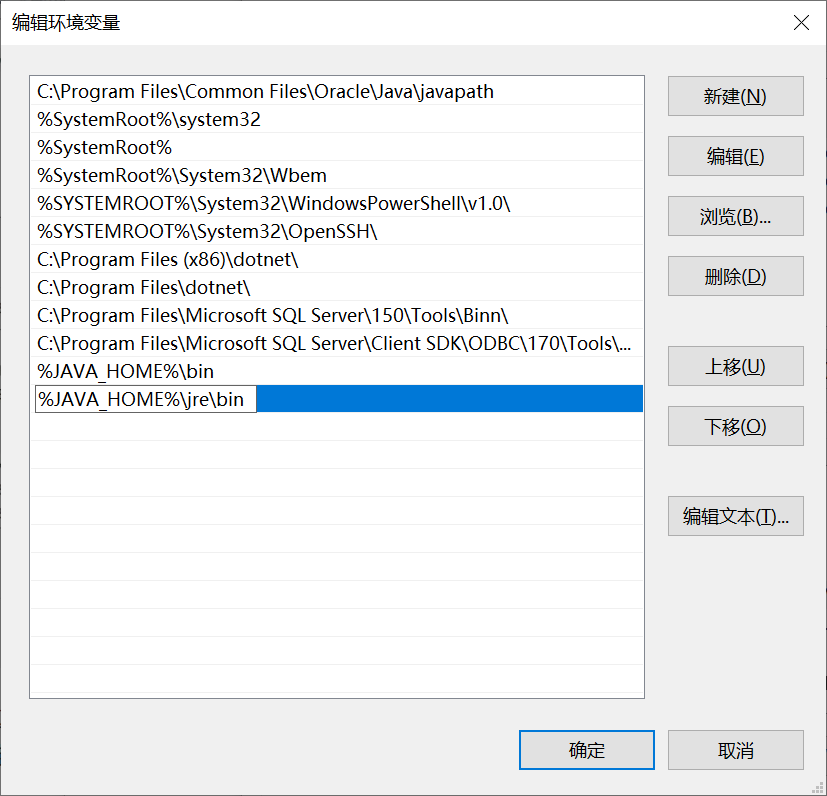 编辑环境变量
C:\Program Files\Common Files\Oracle\Java\javapath
%SystemRoot%\system32
%SystemRoot%
%SystemRoot%\System32\Wbem
%SYSTEMROOT%\System32\WindowsPowerShell\v1.0\
%SYSTEMROOT%\System32\OpenSSH\
C:\Program Files (x86)\dotnet\
C:\Program Files\dotnet\
C:\Program Files\Microsoft SQL Server\150\Tools\Binn\
C:\Program Files\Microsoft SQL Server\Client SDK\ODBC\170\Tools\...
%JAVA_HOME%\bin
%JAVA_HOME%\jre\bin
新建(N)
编辑(E)
浏览(B)...
删除(D)
上移(U)
下移(O)
编辑文本(T)...
确定
取消